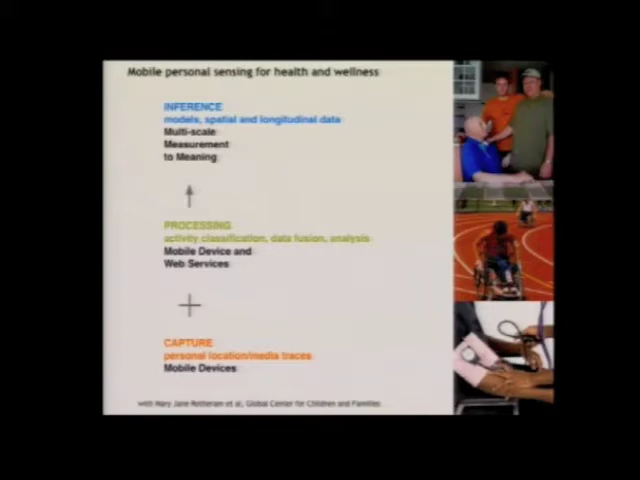 Mobile personal sensing for health and wellness
INFERENCE
models, spatial and longitudinal data
Multi-scale
Measurement
to Meaning
PROCESSING
activity classification, data fusion, analysis
Mobile Device and
Web Services
CAPTURE
personal location/media traces
Mobile Devices
with Mary Jane Rotheram et al, Global Center for Children and Families